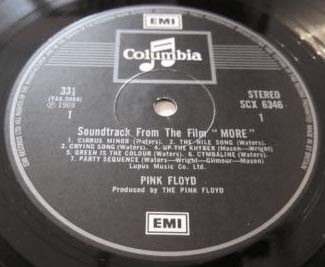 EMI
Columbia
33⅓
(YAX.3868)
℗ 1969
1
STEREO
SCX 6346
1
Soundtrack From The Film "MORE"
1. CIRRUS MINOR (Waters). 2. THE NILE SONG (Waters).
3. CRYING SONG (Waters). 4. UP THE KHYBER (Mason-Wright)
5. GREEN IS THE COLOUR (Waters). 6. CYMBALINE (Waters).
7. PARTY SEQUENCE (Waters-Wright-Gilmour-Mason)
Lupus Music Co. Ltd.
PINK FLOYD
Produced by THE PINK FLOYD
EMI